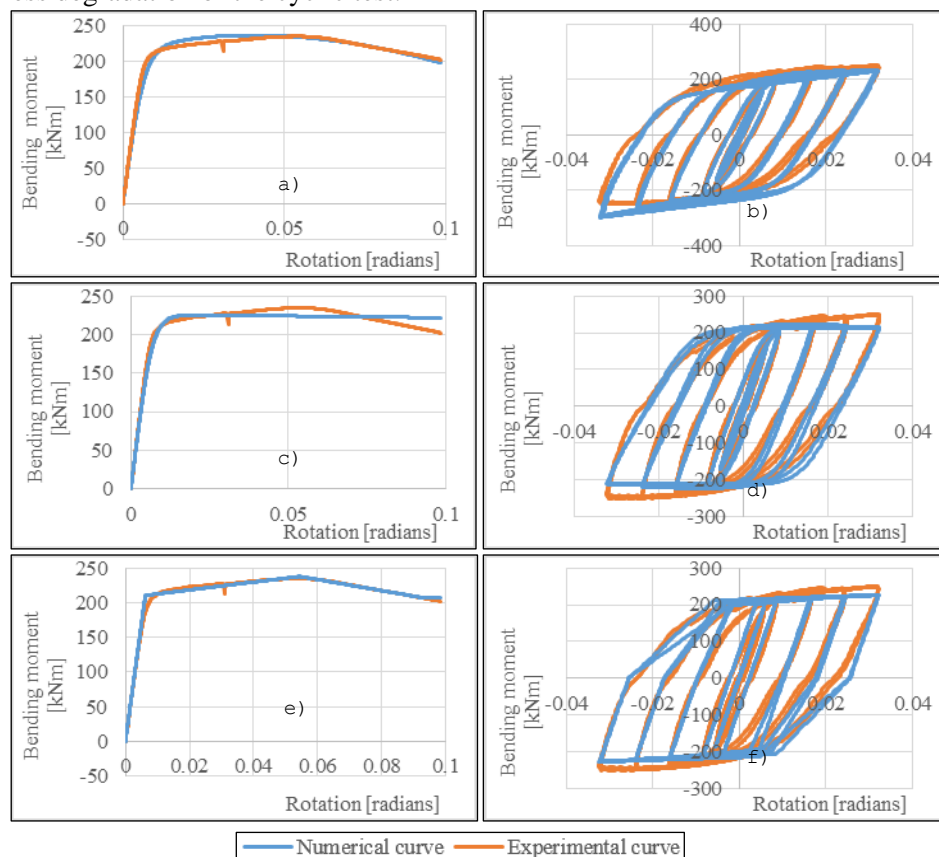 ess degradation of the cyclic test.
250
200
150
100
50
0
-50
0
0.05
0.1
Bending moment
[kNm]
Rotation [radians]
a)
400
200
0
-200
-400
-0.04
-0.02
0
0.02
0.04
Bending moment
[kNm]
Rotation [radians]
b)
250
200
150
100
50
0
0
0.05
0.1
Bending moment
[kNm]
Rotation [radians]
c)
300
200
100
0
-100
-200
-300
-0.04
-0.02
0
0.02
0.04
Bending moment
[kNm]
Rotation [radians]
d)
250
200
150
100
50
0
-50
0
0.02
0.04
0.06
0.08
0.1
Bending moment
[kNm]
Rotation [radians]
e)
300
200
100
0
-100
-200
-300
-0.04
-0.02
0
0.02
0.04
Bending moment
[kNm]
Rotation [radians]
f)
Numerical curve
Experimental curve